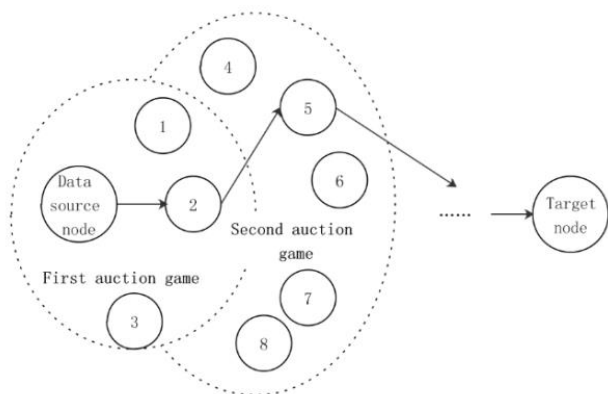 4
5
1
6
Data
source
node
2
Target
node
......
Second auction
game
First auction game
7
3
8